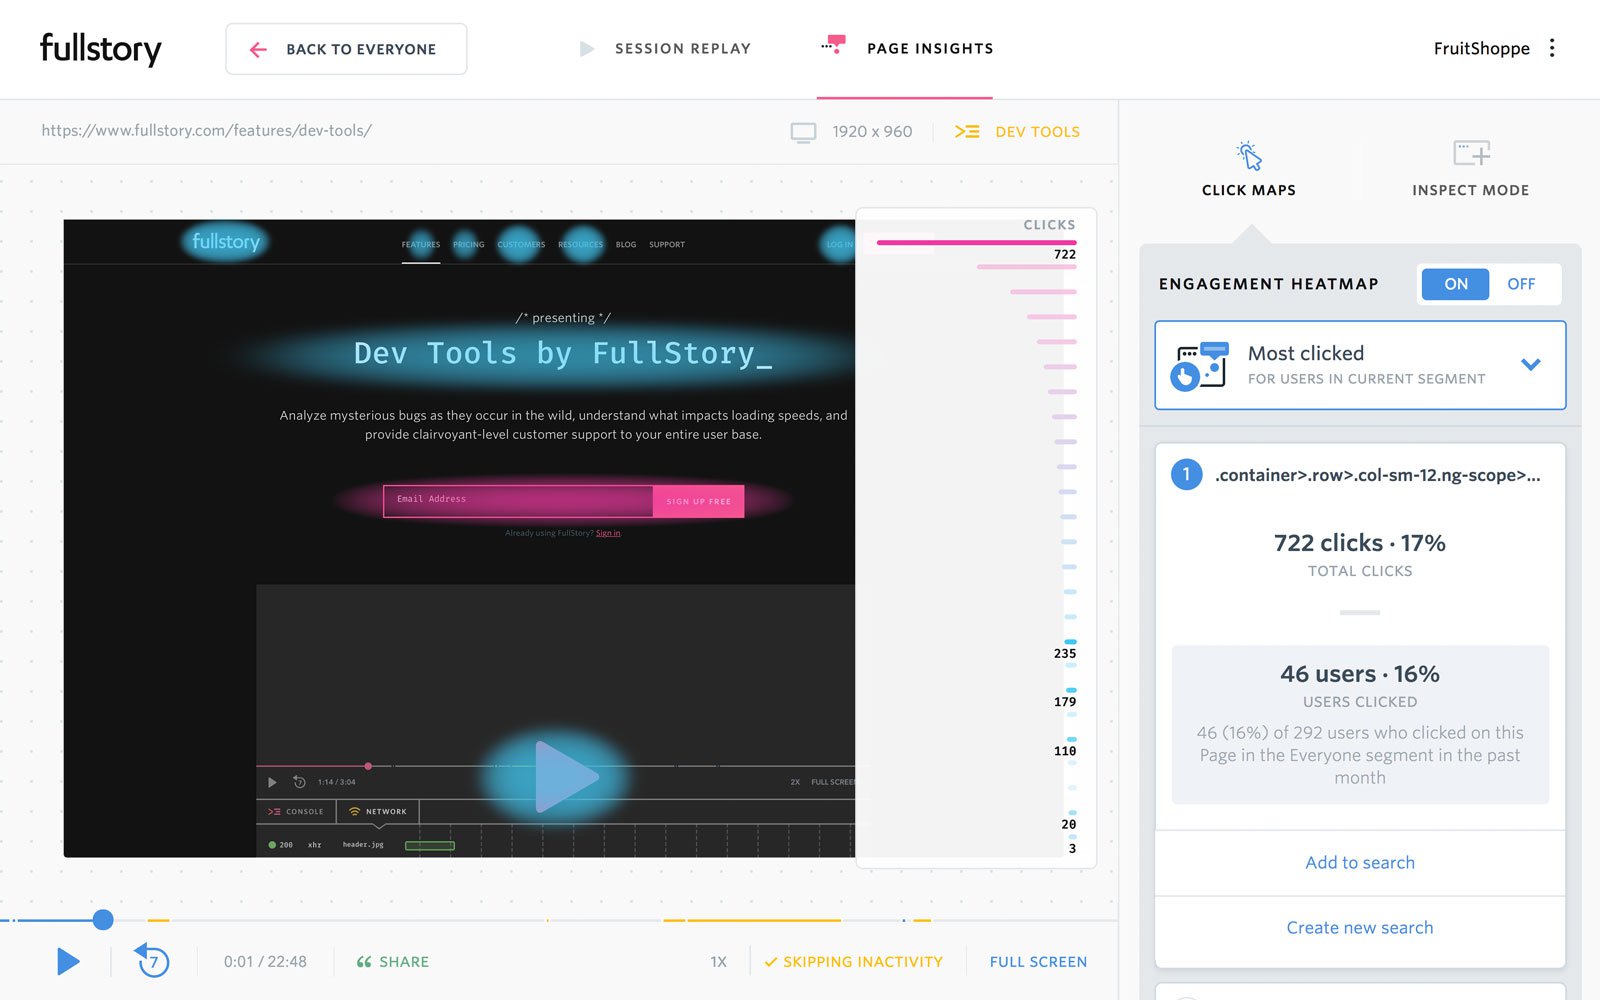 fullstory
BACK TO EVERYONE
SESSION REPLAY
PAGE INSIGHTS
FruitShoppe
https://www.fullstory.com/features/dev-tools/
1920 x 960
DEV TOOLS
CLICK MAPS
INSPECT MODE
fullstory
FEATURES
PRICING
CUSTOMERS
RESOURCES
BLOG
SUPPORT
LOG IN
CLICKS
722
/* presenting */
Dev Tools by FullStory_
Analyze mysterious bugs as they occur in the wild, understand what impacts loading speeds, and
provide clairvoyant-level customer support to your entire user base.
Email Address
SIGN UP FREE
Already using FullStory? Sign in.
235
179
110
20
3
7
1:14 / 3:04
2X
FULL SCREEN
CONSOLE
NETWORK
200
xhr
header.jpg
ENGAGEMENT HEATMAP
ON
OFF
Most clicked
FOR USERS IN CURRENT SEGMENT
1
.container>.row>.col-sm-12.ng-scope>...
722 clicks · 17%
TOTAL CLICKS
46 users · 16%
USERS CLICKED
46 (16%) of 292 users who clicked on this
Page in the Everyone segment in the past
month
Add to search
Create new search
7
0:01 / 22:48
SHARE
1X
SKIPPING INACTIVITY
FULL SCREEN